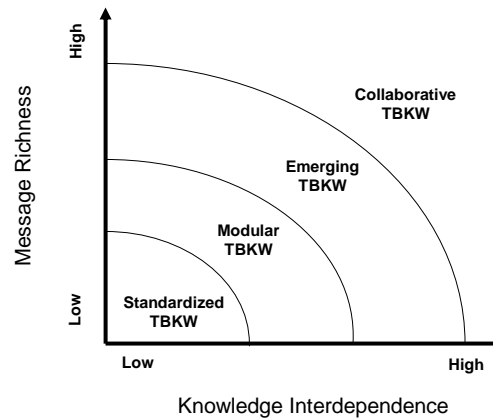 High
Message Richness
Low
Collaborative
TBKW
Emerging
TBKW
Modular
TBKW
Standardized
TBKW
Low
High
Knowledge Interdependence